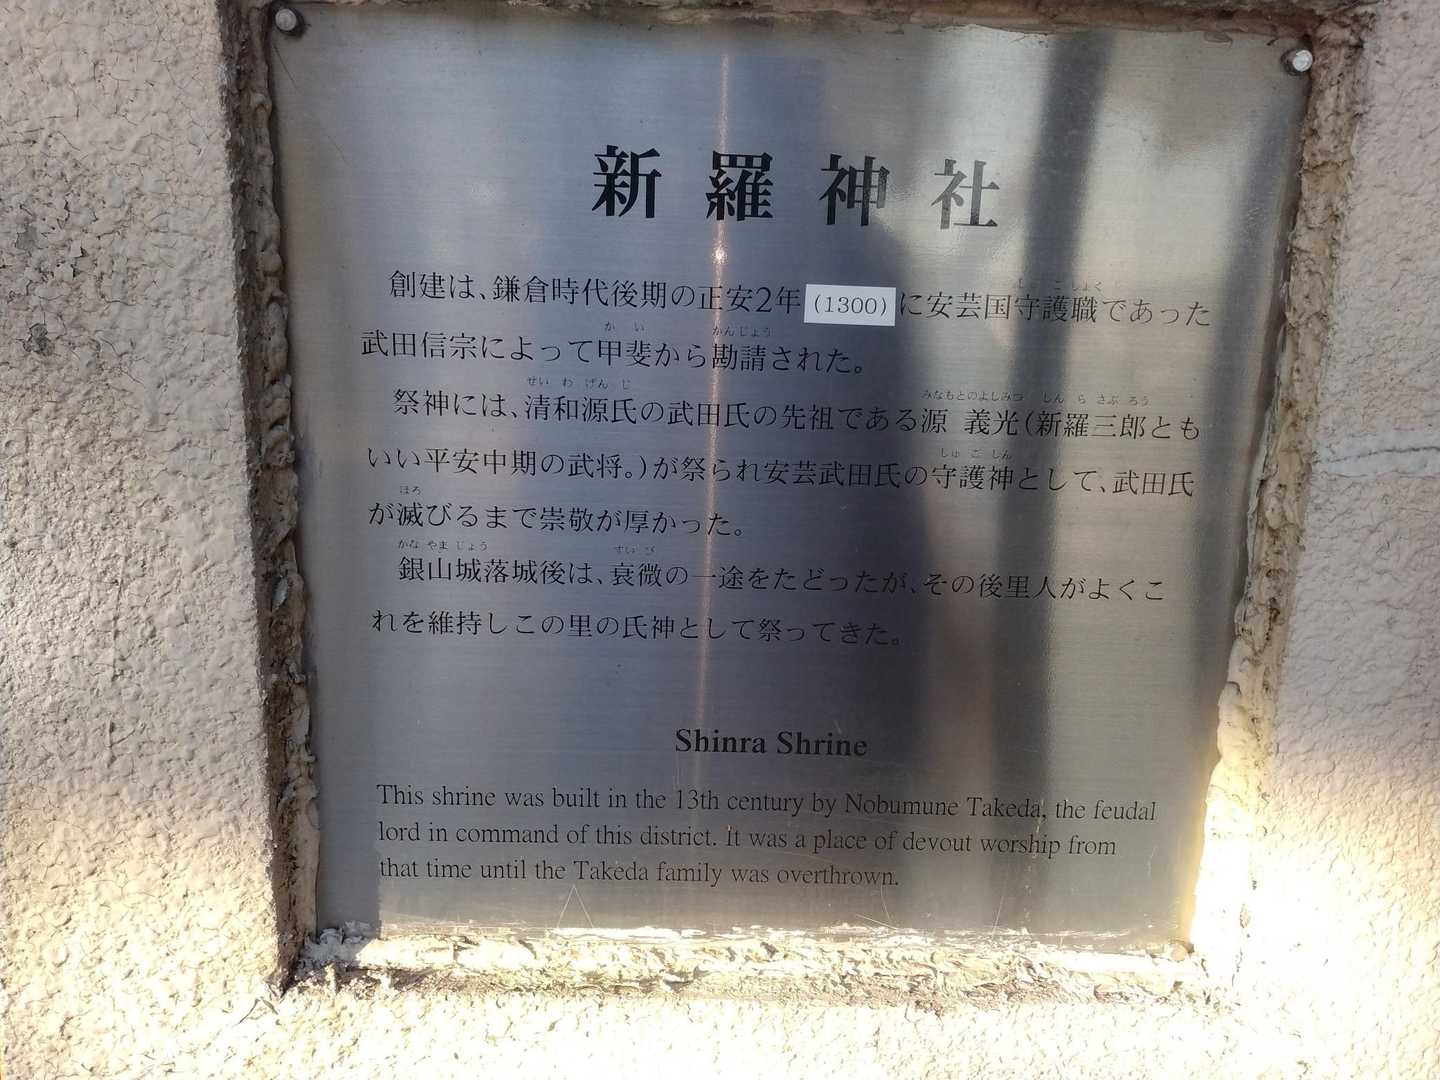 新羅神社
創建は、鎌倉時代後期の正安2年(1300)に安芸国守護職であった
武田信宗によって甲斐から勘請された。
祭神には、清和源氏の武田氏の先祖である源 義光(新羅三郎とも
いい平安中期の武将。)が祭られ安芸武田氏の守護神として、武田氏
が滅びるまで崇敬が厚かった。
銀山城落城後は、衰微の一途をたどったが、その後里人がよくこ
れを維持しこの里の氏神として祭ってきた。
Shinra Shrine
This shrine was built in the 13th century by Nobumune Takeda, the feudal
lord in command of this district. It was a place of devout worship from
that time until the Takeda family was overthrown.